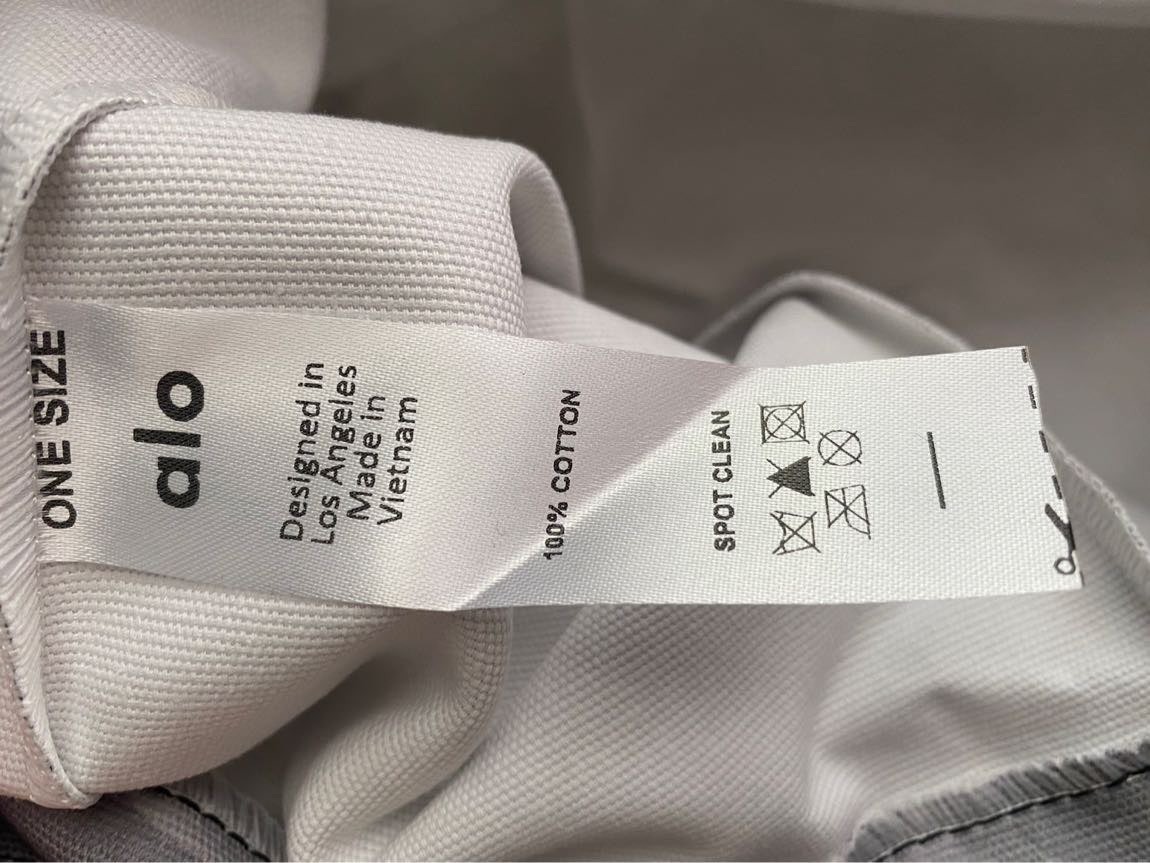 ONE SIZE
alo
Designed in
Los Angeles
Made in
Vietnam
100% COTTON
SPOT CLEAN